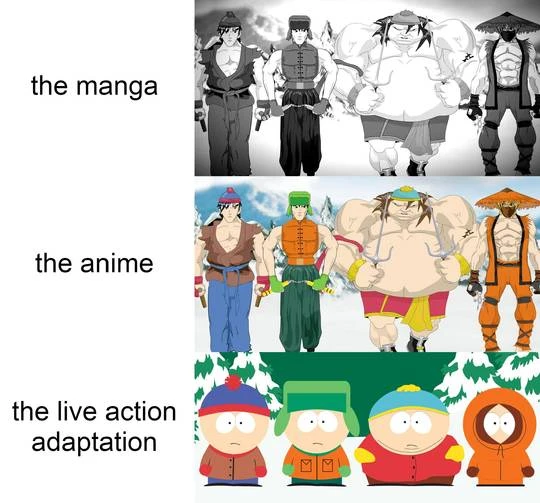 the manga
the anime
the live action
adaptation